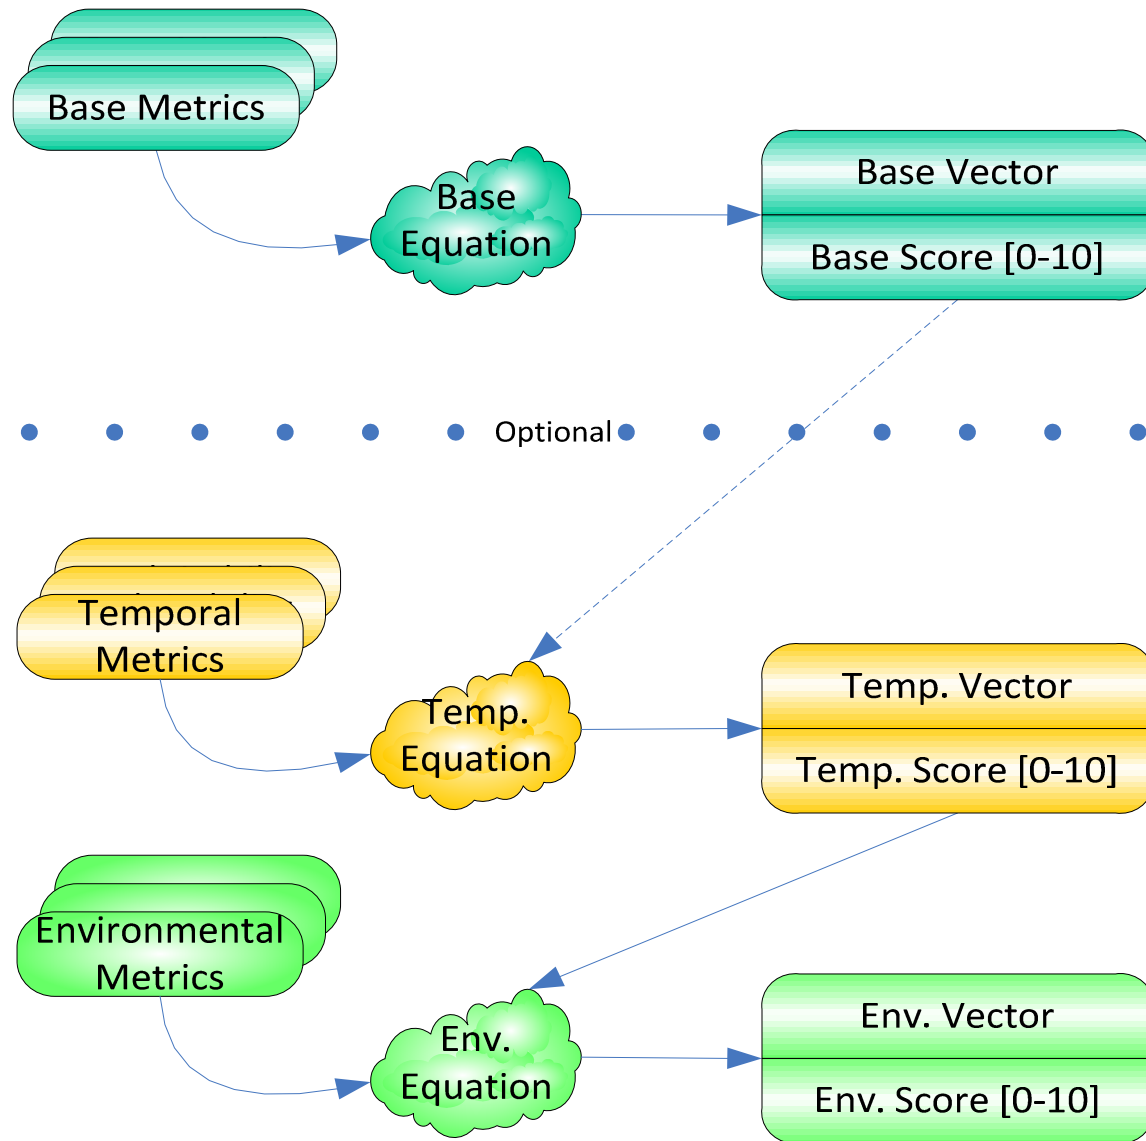 Base Metrics
Base
Equation
Base Vector
Base Score [0-10]
Optional
Temporal
Metrics
Temp.
Equation
Temp. Vector
Temp. Score [0-10]
Environmental
Metrics
Env.
Equation
Env. Vector
Env. Score [0-10]